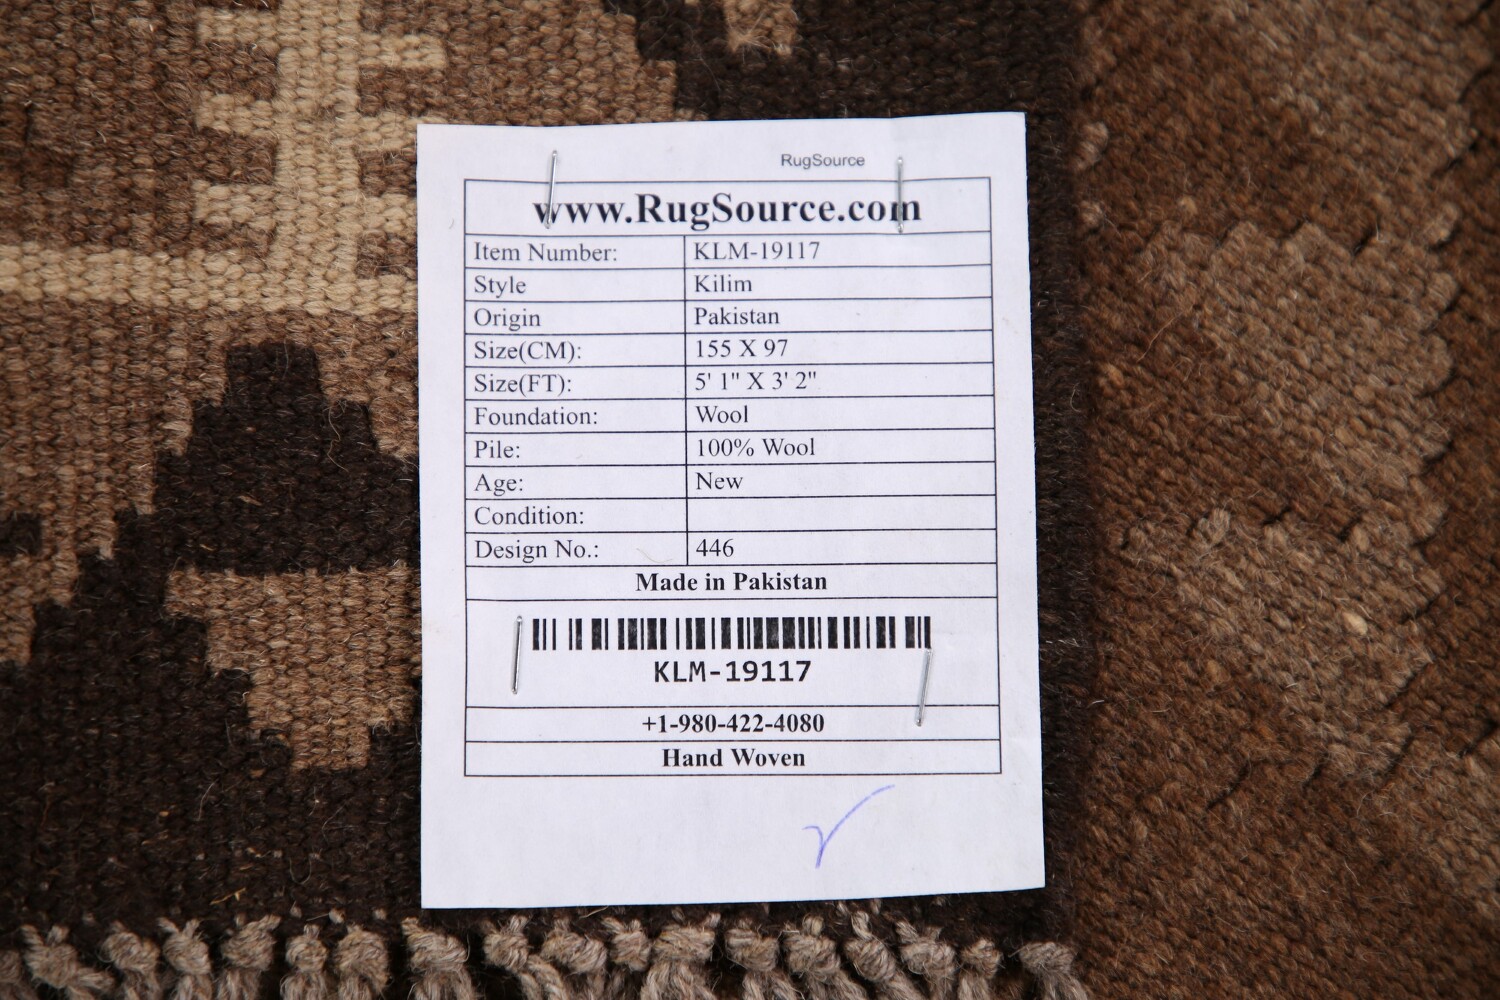 RugSource
www.RugSource.com
Item Number: KLM-19117
Style Kilim
Origin Pakistan
Size(CM): 155 X 97
Size(FT): 5' 1" X 3' 2"
Foundation: Wool
Pile: 100% Wool
Age: New
Condition:
Design No.: 446
Made in Pakistan
KLM-19117
+1-980-422-4080
Hand Woven